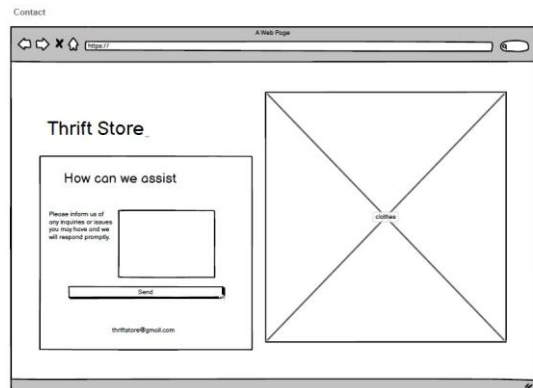 Contact
A Web Page
https://
Thrift Store
How can we assist
Please inform us of
any inquiries or issues
you may have and we
will respond promptly.
Send
thriftstore@gmail.com
clothes